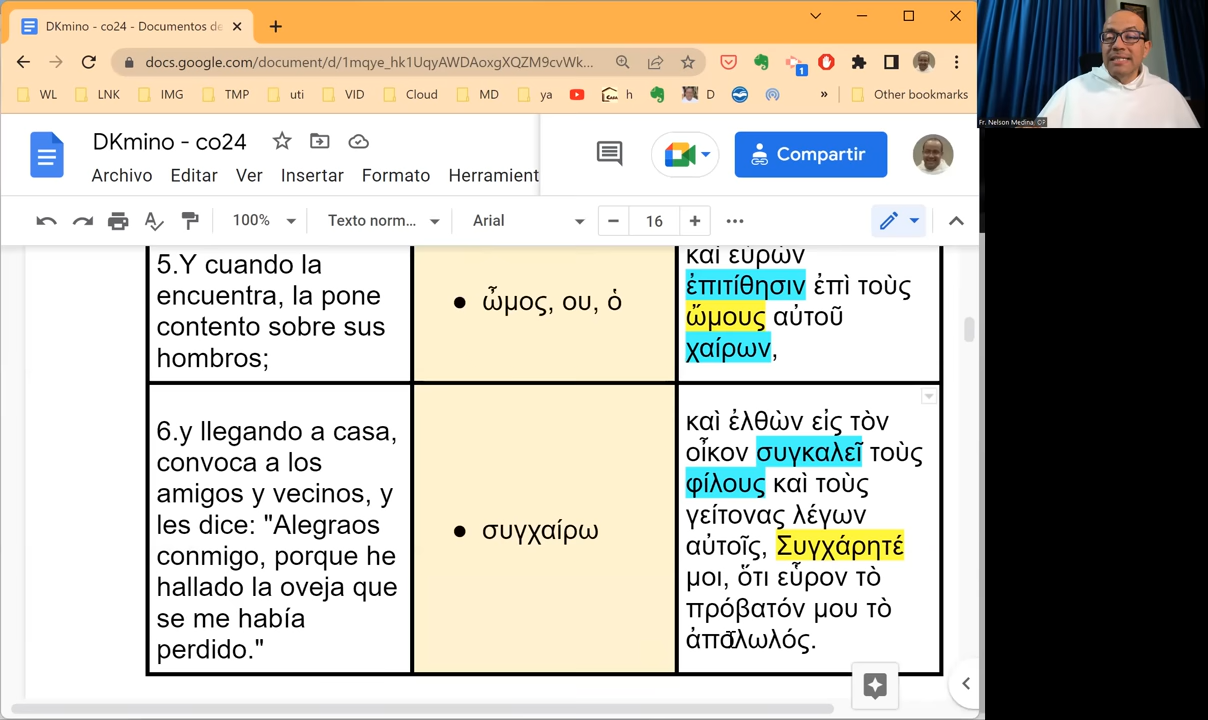 DKmino - co24 - Documentos de
docs.google.com/document/d/1mqye_hk1UqyAWDAoxgXQZM9cvWk...
1
WL LNK IMG TMP uti VID Cloud MD ya h D » Other bookmarks
DKmino - co24
Archivo Editar Ver Insertar Formato Herramient
Compartir
100% Texto norm... Arial 16
5.Y cuando la
encuentra, la pone
contento sobre sus
hombros;
ὦμος, ου, ὁ
καὶ εὑρὼν
ἐπιτίθησιν ἐπὶ τοὺς
ὤμους αὐτοῦ
χαίρων,
6.y llegando a casa,
convoca a los
amigos y vecinos, y
les dice: "Alegraos
conmigo, porque he
hallado la oveja que
se me había
perdido."
συγχαίρω
καὶ ἐλθὼν εἰς τὸν
οἶκον συγκαλεῖ τοὺς
φίλους καὶ τοὺς
γείτονας λέγων
αὐτοῖς, Συγχάρητέ
μοι, ὅτι εὗρον τὸ
πρόβατόν μου τὸ
ἀπολωλός.
Fr. Nelson Medina, OP